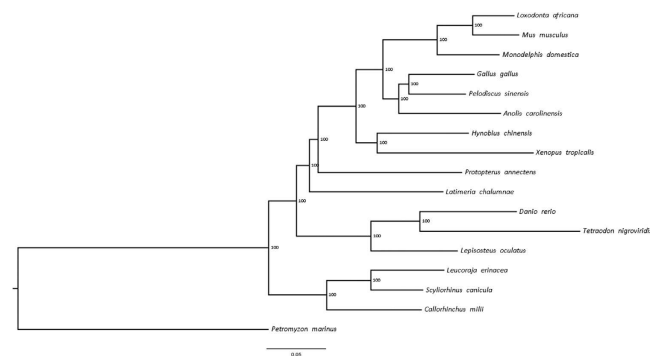 Loxodonta africana
100
Mus musculus
100
Monodelphis domestica
100
Gallus gallus
100
Pelodiscus sinensis
100
Anolis carolinensis
100
Hynobius chinensis
100
100
Xenopus tropicalis
100
Protopterus annectens
Latimeria chalumnae
100
Danio rerio
100
Tetraodon nigroviridis
100
Lepisosteus oculatus
100
Leucoraja erinacea
100
Scyliorhinus canicula
100
Callorhinchus milii
Petromyzon marinus
0.05